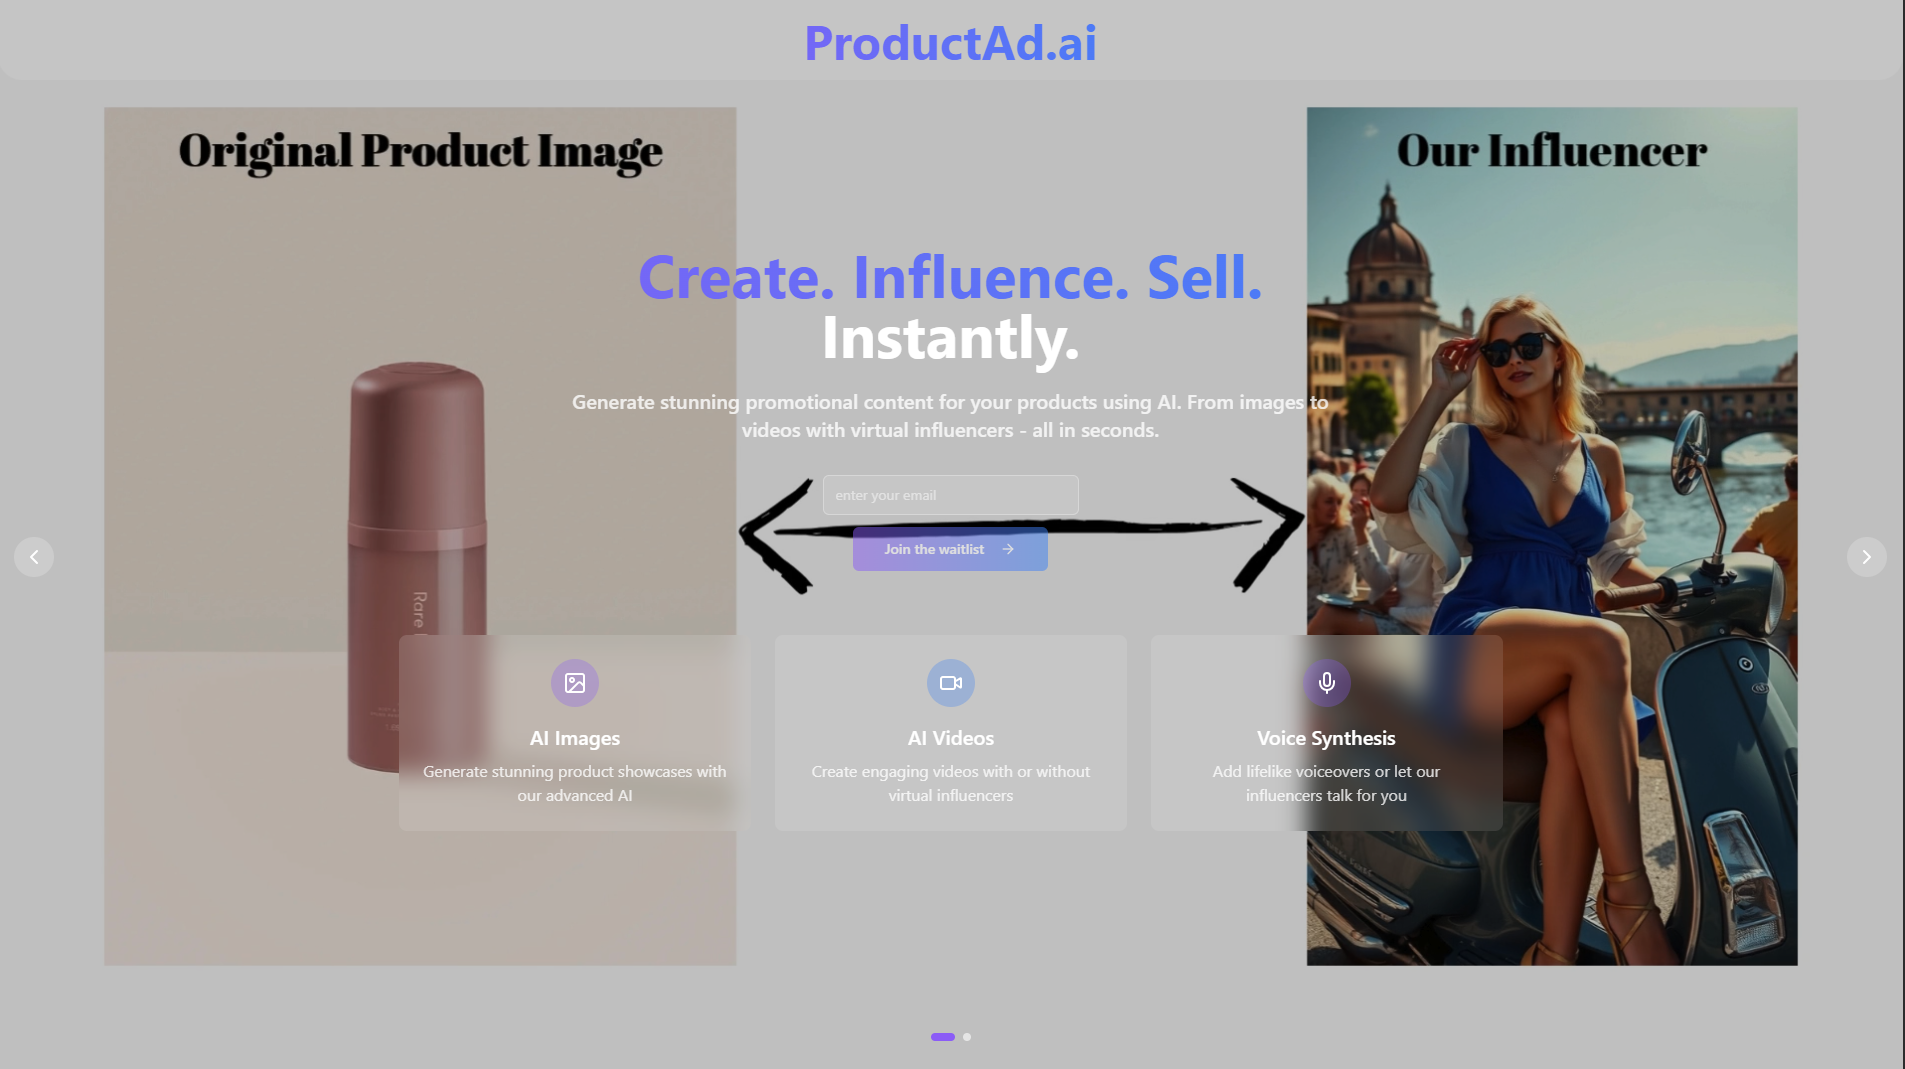 ProductAd.ai
Original Product Image
Our Influencer
Create. Influence. Sell.
Instantly.
Generate stunning promotional content for your products using AI. From images to
videos with virtual influencers - all in seconds.
enter your email
Join the waitlist
Rare
AI Images
Generate stunning product showcases with
our advanced AI
AI Videos
Create engaging videos with or without
virtual influencers
Voice Synthesis
Add lifelike voiceovers or let our
influencers talk for you